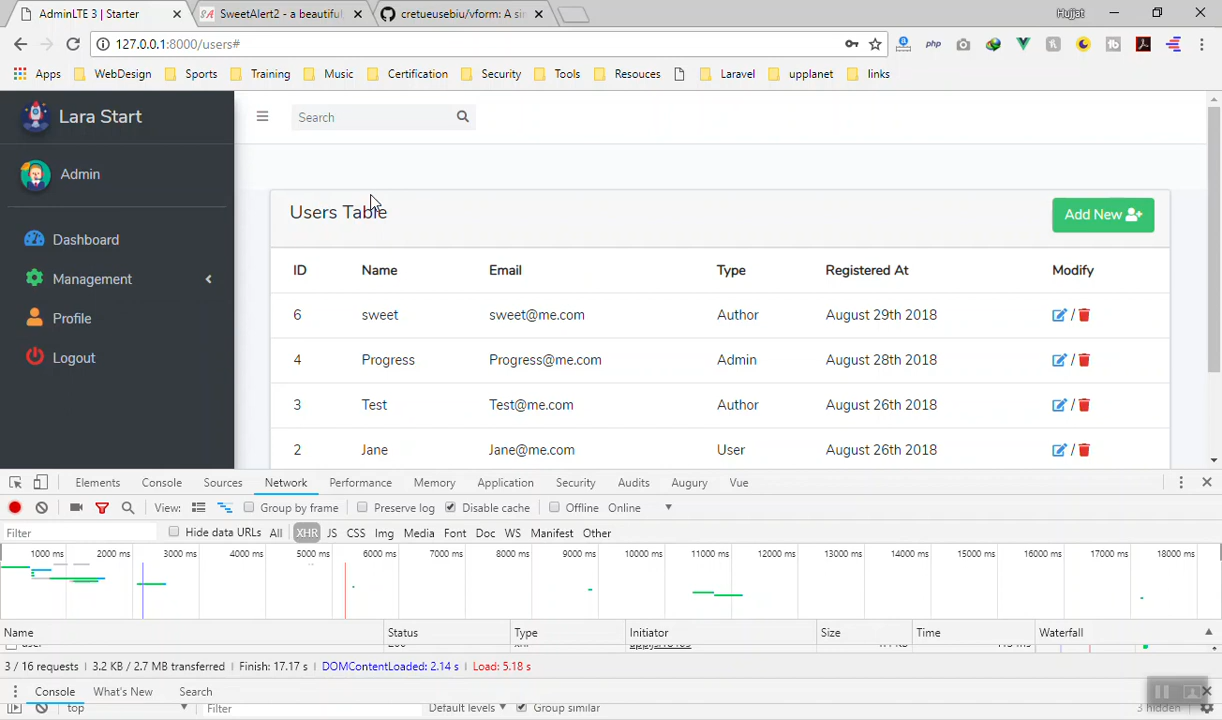 AdminLTE 3 | Starter
SweetAlert2 - a beautiful,
cretueusebiu/vform: A sin
Hujjat
127.0.0.1:8000/users#
php
Apps WebDesign Sports Training Music Certification Security Tools Resouces Laravel upplanet links
Lara Start
Search
Admin
Dashboard
Management
Profile
Logout
Users Table
Add New
ID Name Email Type Registered At Modify
6 sweet sweet@me.com Author August 29th 2018 /
4 Progress Progress@me.com Admin August 28th 2018 /
3 Test Test@me.com Author August 26th 2018 /
2 Jane Jane@me.com User August 26th 2018 /
Elements Console Sources Network Performance Memory Application Security Audits Augury Vue
View: Group by frame Preserve log Disable cache Offline Online
Filter Hide data URLs All XHR JS CSS Img Media Font Doc WS Manifest Other
1000 ms 2000 ms 3000 ms 4000 ms 5000 ms 6000 ms 7000 ms 8000 ms 9000 ms 10000 ms 11000 ms 12000 ms 13000 ms 14000 ms 15000 ms 16000 ms 17000 ms 18000 ms
Name Status Type Initiator Size Time Waterfall
3 / 16 requests | 3.2 KB / 2.7 MB transferred | Finish: 17.17 s | DOMContentLoaded: 2.14 s | Load: 5.18 s
Console What's New Search
top Filter Default levels Group similar 3 hidden